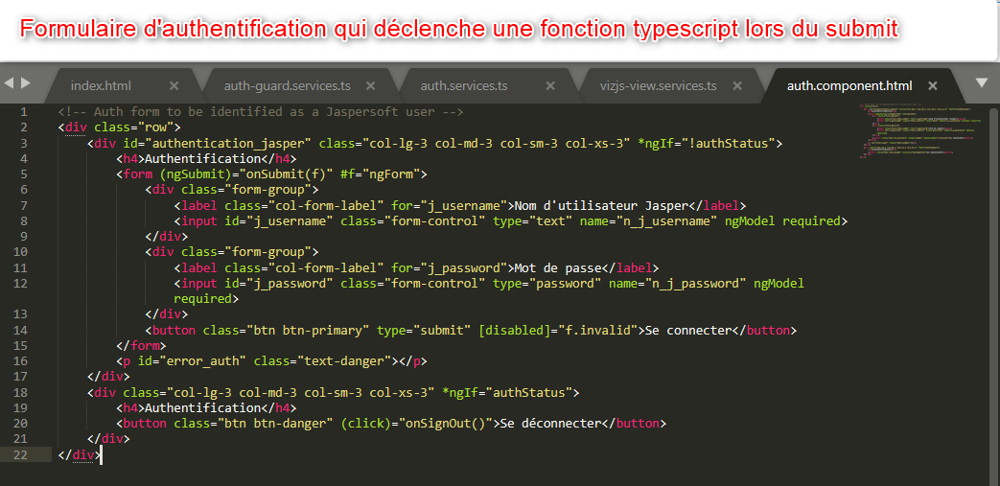 Formulaire d'authentification qui déclenche une fonction typescript lors du submit
index.html × auth-guard.services.ts × auth.services.ts × vizjs-view.services.ts × auth.component.html ×
1 <!-- Auth form to be identified as a Jaspersoft user -->
2 <div class="row">
3 <div id="authentication_jasper" class="col-lg-3 col-md-3 col-sm-3 col-xs-3" *ngIf="!authStatus">
4 <h4>Authentification</h4>
5 <form (ngSubmit)="onSubmit(f)" #f="ngForm">
6 <div class="form-group">
7 <label class="col-form-label" for="j_username">Nom d'utilisateur Jasper</label>
8 <input id="j_username" class="form-control" type="text" name="n_j_username" ngModel required>
9 </div>
10 <div class="form-group">
11 <label class="col-form-label" for="j_password">Mot de passe</label>
12 <input id="j_password" class="form-control" type="password" name="n_j_password" ngModel
required>
13 </div>
14 <button class="btn btn-primary" type="submit" [disabled]="f.invalid">Se connecter</button>
15 </form>
16 <p id="error_auth" class="text-danger"></p>
17 </div>
18 <div class="col-lg-3 col-md-3 col-sm-3 col-xs-3" *ngIf="authStatus">
19 <h4>Authentification</h4>
20 <button class="btn btn-danger" (click)="onSignOut()">Se déconnecter</button>
21 </div>
22 </div>